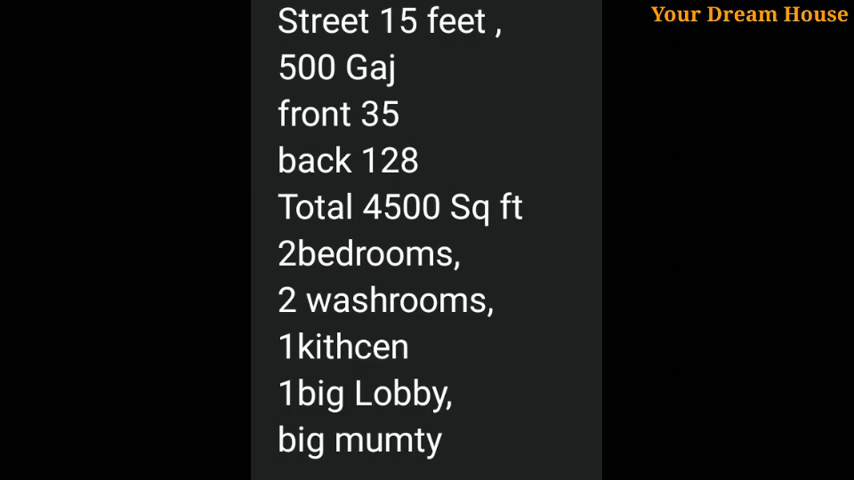 Your Dream House
Street 15 feet ,
500 Gaj
front 35
back 128
Total 4500 Sq ft
2bedrooms,
2 washrooms,
1kithcen
1big Lobby,
big mumty